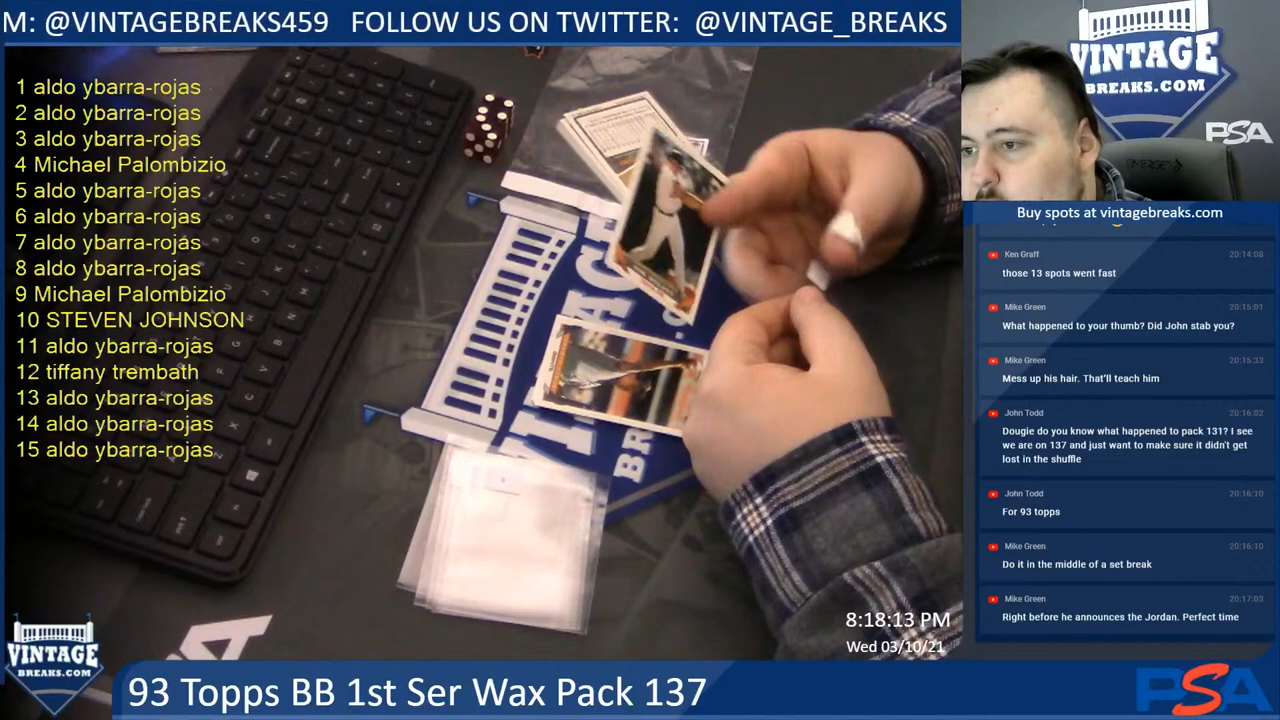 M: @VINTAGEBREAKS459 FOLLOW US ON TWITTER: @VINTAGE_BREAKS
1 aldo ybarra-rojas
2 aldo ybarra-rojas
3 aldo ybarra-rojas
4 Michael Palombizio
5 aldo ybarra-rojas
6 aldo ybarra-rojas
7 aldo ybarra-rojas
8 aldo ybarra-rojas
9 Michael Palombizio
10 STEVEN JOHNSON
11 aldo ybarra-rojas
12 tiffany trembath
13 aldo ybarra-rojas
14 aldo ybarra-rojas
15 aldo ybarra-rojas
VINTAGE
BREAKS.COM
PSA
Buy spots at vintagebreaks.com
Ken Graff 20:14:08
those 13 spots went fast
Mike Green 20:15:01
What happened to your thumb? Did John stab you?
Mike Green 20:15:33
Mess up his hair. That'll teach him
John Todd 20:16:02
Dougie do you know what happened to pack 131? I see
we are on 137 and just want to make sure it didn't get
lost in the shuffle
John Todd 20:16:10
For 93 topps
Mike Green 20:16:10
Do it in the middle of a set break
Mike Green 20:17:03
Right before he announces the Jordan. Perfect time
8:18:13 PM
Wed 03/10/21
VINTAGE
BREAKS.COM
93 Topps BB 1st Ser Wax Pack 137
PSA